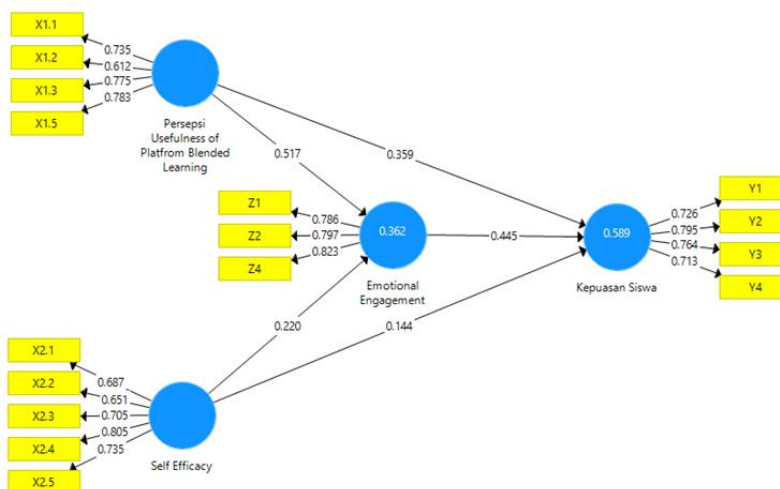 X1.1
X1.2
X1.3
X1.5
0.735
0.612
0.775
0.783
Persepsi
Usefulness of
Platfrom Blended
Learning
0.517
0.359
Z1
Z2
Z4
0.786
0.797
0.823
0.362
Emotional
Engagement
0.445
0.589
Kepuasan Siswa
0.726
0.795
0.764
0.713
Y1
Y2
Y3
Y4
0.220
0.144
X2.1
X2.2
X2.3
X2.4
X2.5
0.687
0.651
0.705
0.805
0.735
Self Efficacy